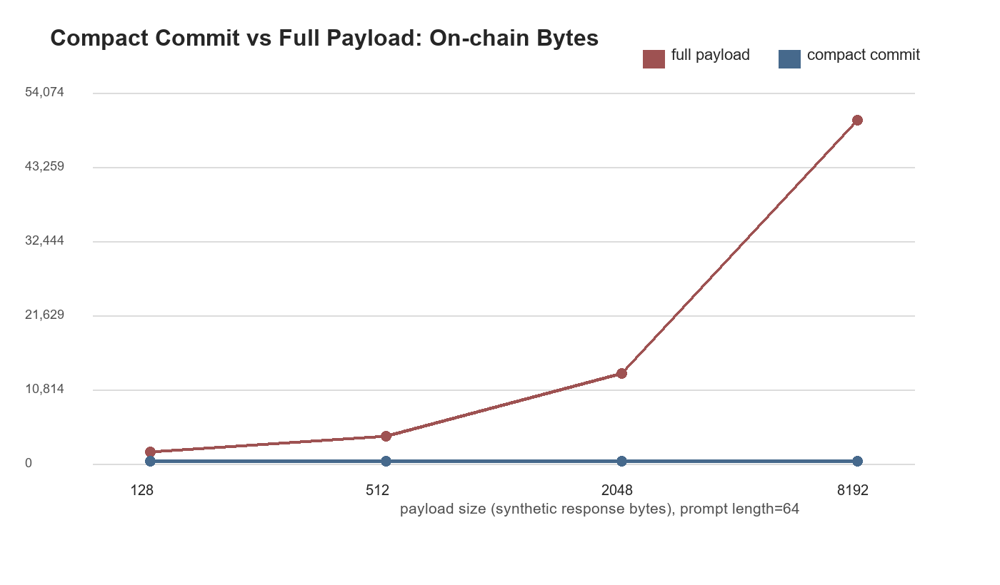 Compact Commit vs Full Payload: On-chain Bytes
full payload
compact commit
54,074
43,259
32,444
21,629
10,814
0
128
512
2048
8192
payload size (synthetic response bytes), prompt length=64